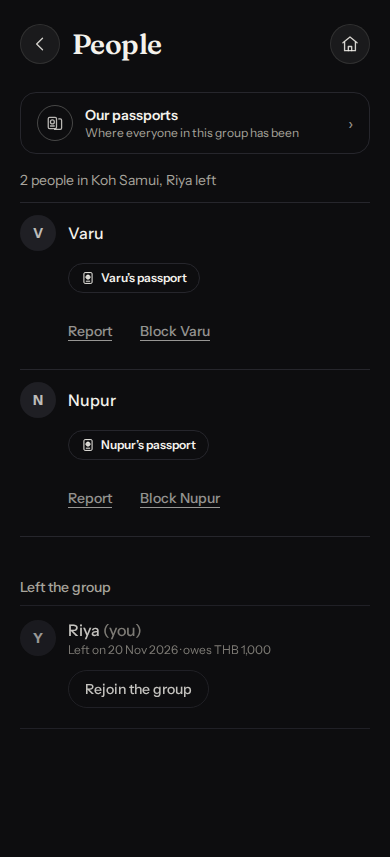 People
Our passports
Where everyone in this group has been
›
2 people in Koh Samui, Riya left
V
Varu
Varu's passport
Report
Block Varu
N
Nupur
Nupur's passport
Report
Block Nupur
Left the group
Y
Riya (you)
Left on 20 Nov 2026 · owes THB 1,000
Rejoin the group